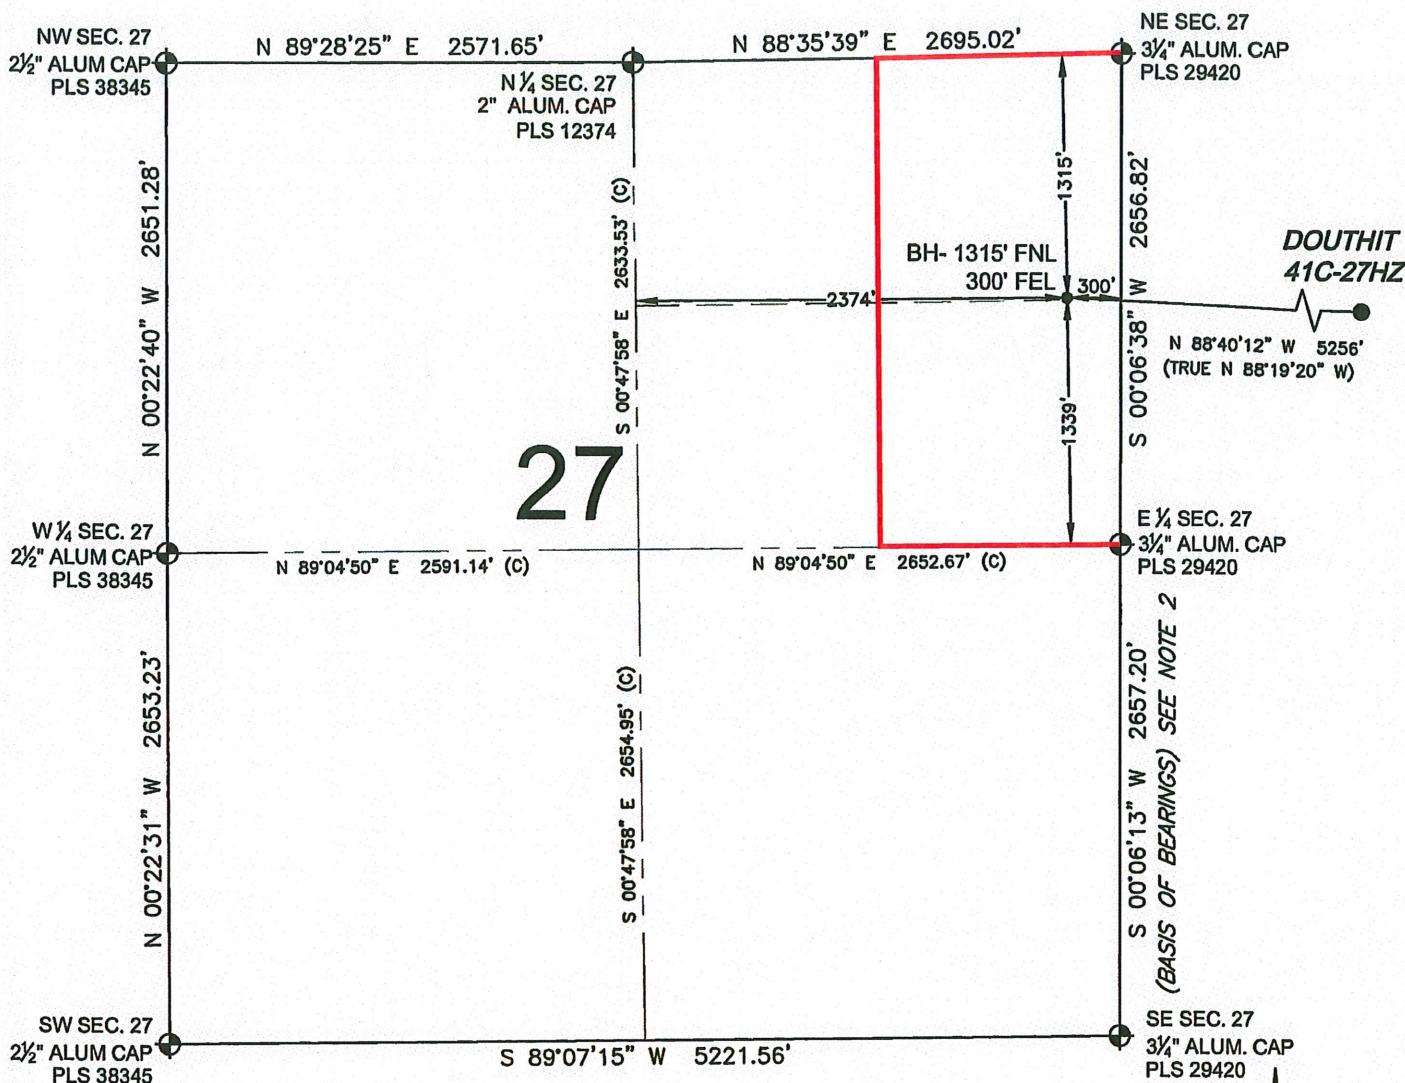 NW SEC. 27
2½" ALUM CAP
PLS 38345
N 89°28'25" E 2571.65'
N ¼ SEC. 27
2" ALUM. CAP
PLS 12374
N 88°35'39" E 2695.02'
NE SEC. 27
3¼" ALUM. CAP
PLS 29420
N 00°22'40" W 2651.28'
S 00°47'58" E 2633.53' (C)
1315'
S 00°06'38" W 2656.82'
BH- 1315' FNL
300' FEL
2374'
300'
DOUTHIT
41C-27HZ
N 88°40'12" W 5256'
(TRUE N 88°19'20" W)
1339'
27
W ¼ SEC. 27
2½" ALUM CAP
PLS 38345
N 89°04'50" E 2591.14' (C)
N 89°04'50" E 2652.67' (C)
E ¼ SEC. 27
3¼" ALUM. CAP
PLS 29420
N 00°22'31" W 2653.23'
S 00°47'58" E 2654.95' (C)
S 00°06'13" W 2657.20'
(BASIS OF BEARINGS) SEE NOTE 2
SW SEC. 27
2½" ALUM CAP
PLS 38345
S 89°07'15" W 5221.56'
SE SEC. 27
3¼" ALUM. CAP
PLS 29420